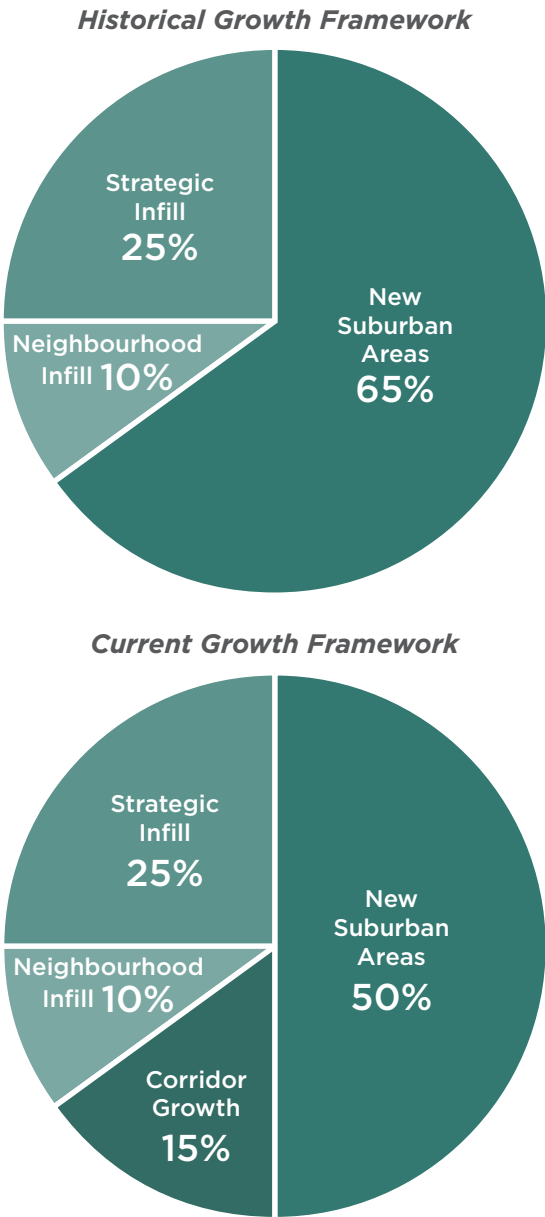 Historical Growth Framework
Strategic
Infill
25%
Neighbourhood
Infill 10%
New
Suburban
Areas
65%
Current Growth Framework
Strategic
Infill
25%
Neighbourhood
Infill 10%
Corridor
Growth
15%
New
Suburban
Areas
50%